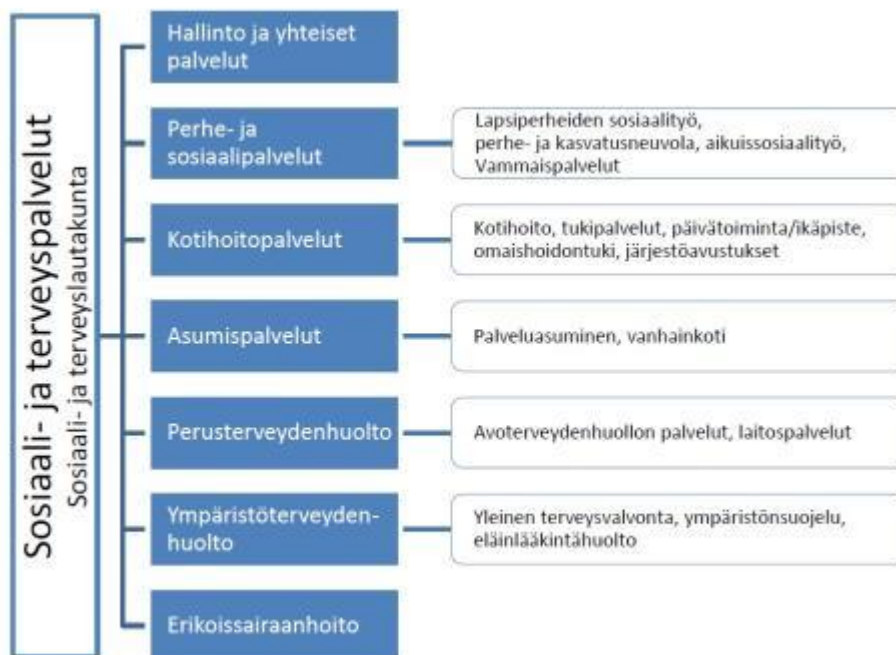 Sosiaali- ja terveyspalvelut
Sosiaali- ja terveyslautakunta
Hallinto ja yhteiset
palvelut
Perhe- ja
sosiaalipalvelut
Lapsiperheiden sosiaalityö,
perhe- ja kasvatusneuvola, aikuissosiaalityö,
Vammaispalvelut
Kotihoitopalvelut
Kotihoito, tukipalvelut, päivätoiminta/ikäpiste,
omaishoidontuki, järjestöavustukset
Asumispalvelut
Palveluasuminen, vanhainkoti
Perusterveydenhuolto
Avoterveydenhuollon palvelut, laitospalvelut
Ympäristöterveyden-
huolto
Yleinen terveysvalvonta, ympäristönsuojelu,
eläinlääkintähuolto
Erikoissairaanhoito